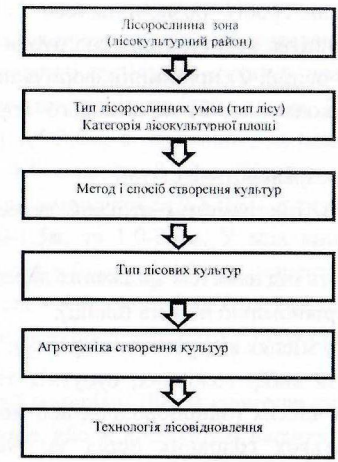 Лісорослинна зона
(лісокультурний район)
Тип лісорослинних умов (тип лісу)
Категорія лісокультурної площі
Метод і спосіб створення культур
Тип лісових культур
Агротехніка створення культур
Технологія лісовідновлення